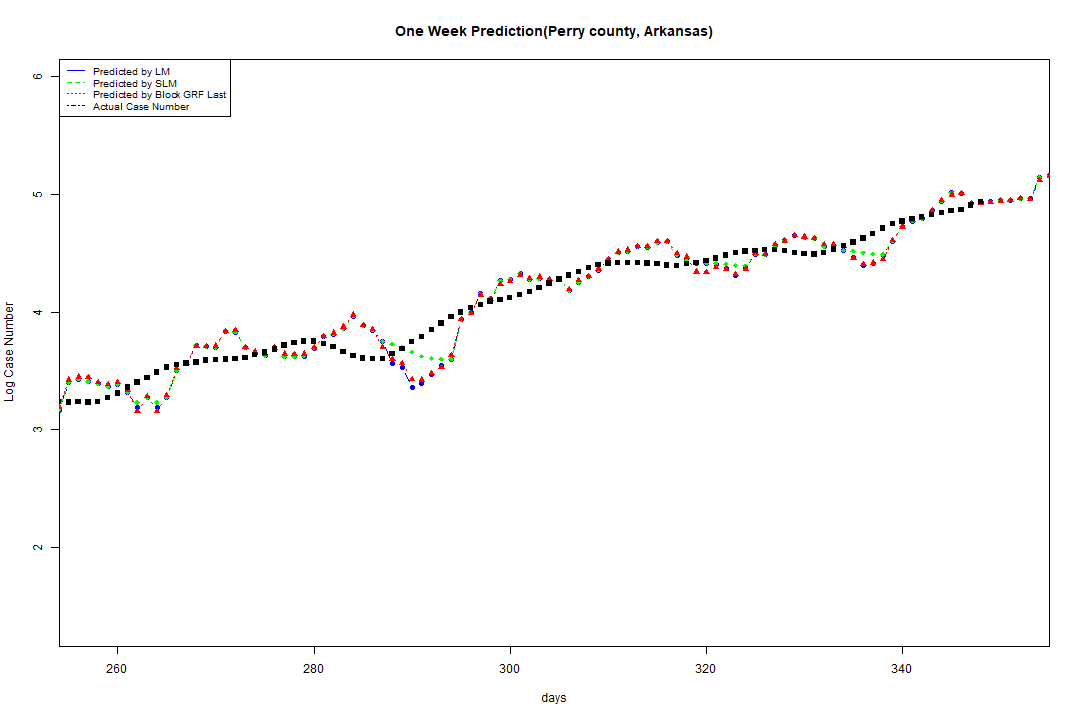 One Week Prediction(Perry county, Arkansas)
Predicted by LM
Predicted by SLM
Predicted by Block GRF Last
Actual Case Number
6
5
4
3
2
Log Case Number
260 280 300 320 340
days